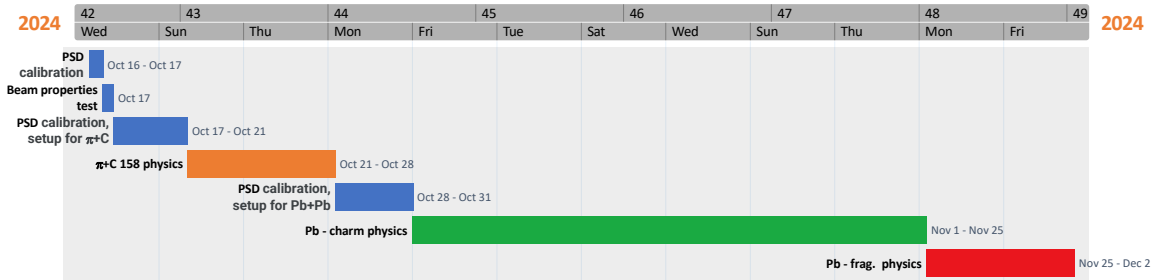 42 43 44 45 46 47 48 49
2024 2024
Wed Sun Thu Mon Fri Tue Sat Wed Sun Thu Mon Fri
PSD
calibration
Oct 16 - Oct 17
Beam properties
test
Oct 17
PSD calibration,
setup for π+C
Oct 17 - Oct 21
π+C 158 physics
Oct 21 - Oct 28
PSD calibration,
setup for Pb+Pb
Oct 28 - Oct 31
Pb - charm physics
Nov 1 - Nov 25
Pb - frag. physics
Nov 25 - Dec 2